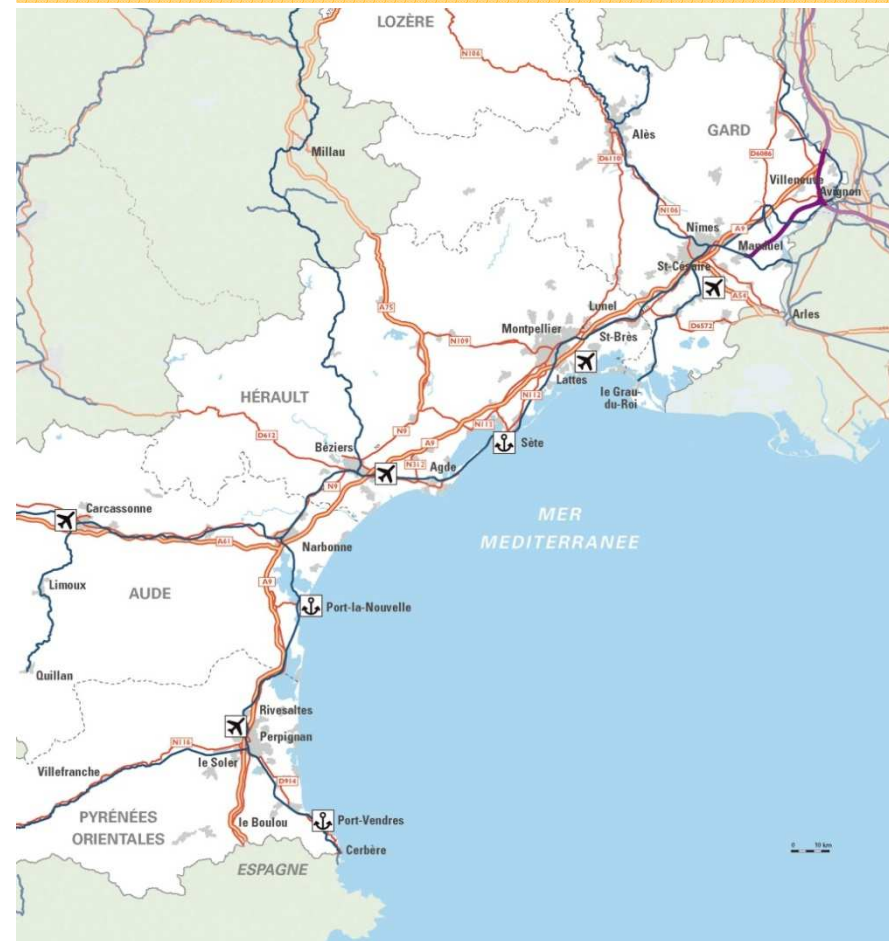 LOZÈRE
N106
Alès
GARD
D6086
Millau
D6110
Villeneuve
Avignon
N106
A9
Nîmes
Manduel
St-Césaire
A54
A75
Lunel
Arles
Montpellier
St-Brès
D6572
N109
Lattes
le Grau-
du-Roi
HÉRAULT
N112
D612
N9
N113
Béziers
A9
Sète
N312
Agde
N9
Carcassonne
MER
MEDITERRANEE
A61
Narbonne
A9
Limoux
AUDE
Port-la-Nouvelle
Quillan
Rivesaltes
Perpignan
N116
le Soler
Villefranche
D914
PYRÉNÉES
ORIENTALES
le Boulou
Port-Vendres
Cerbère
0 10 km
ESPAGNE